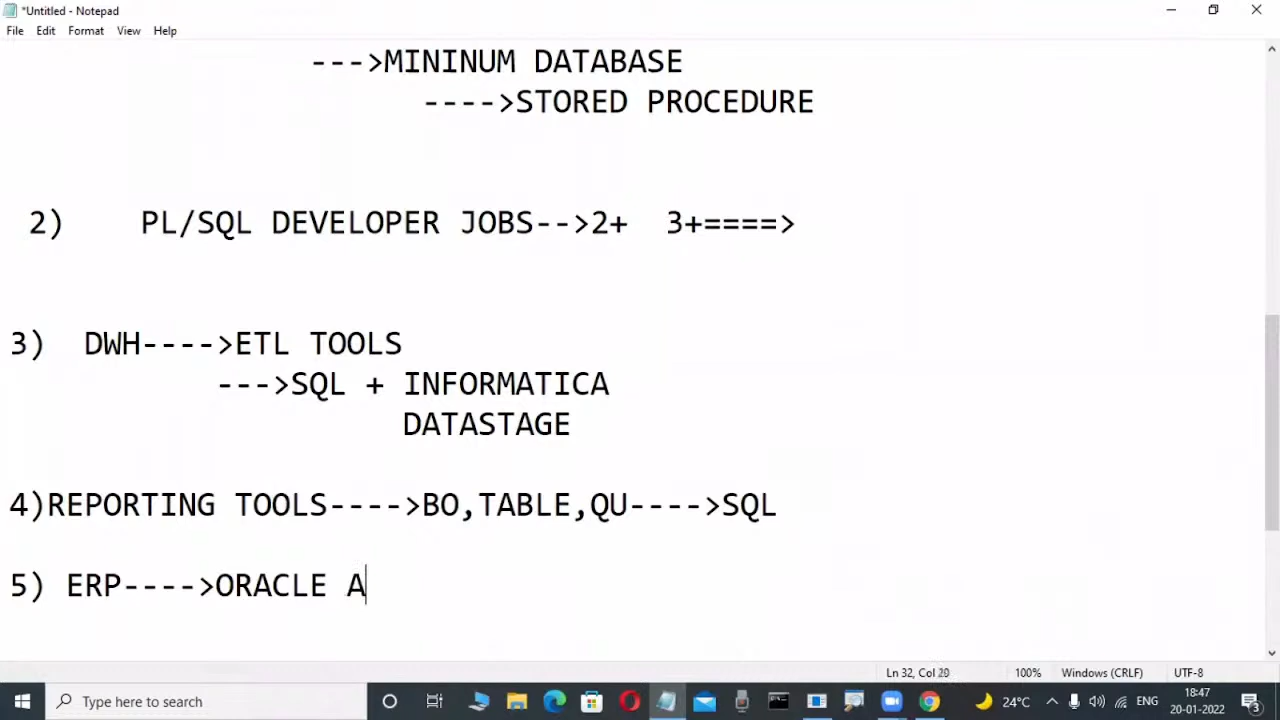 *Untitled - Notepad
File Edit Format View Help
--->MININUM DATABASE
---->STORED PROCEDURE
2) PL/SQL DEVELOPER JOBS-->2+ 3+====>
3) DWH---->ETL TOOLS
--->SQL + INFORMATICA
DATASTAGE
4)REPORTING TOOLS---->BO,TABLE,QU---->SQL
5) ERP---->ORACLE A
Ln 32, Col 20 100% Windows (CRLF) UTF-8
Type here to search 24°C ENG 18:47
20-01-2022 3